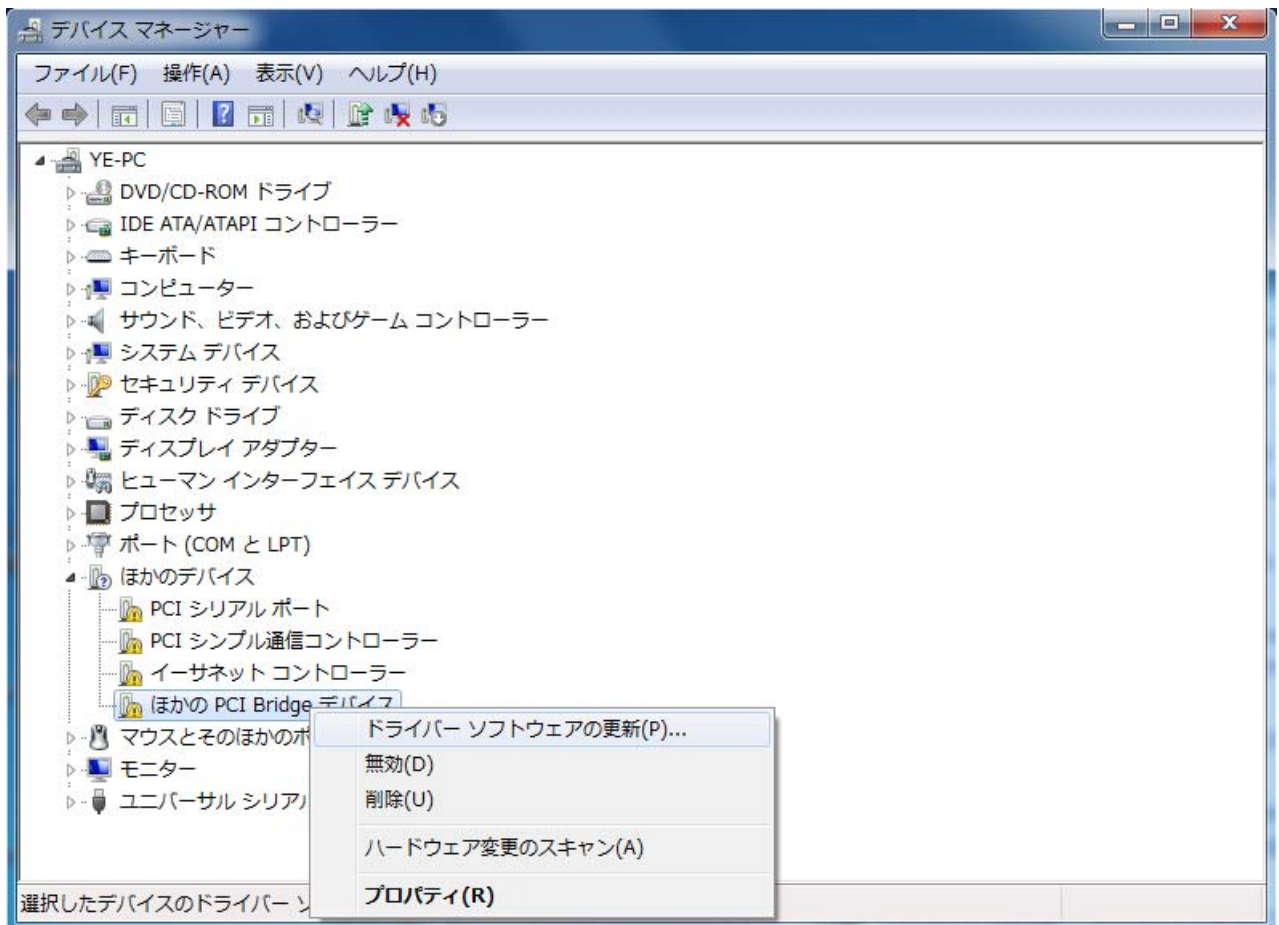 デバイス マネージャー
ファイル(F) 操作(A) 表示(V) ヘルプ(H)
YE-PC
DVD/CD-ROM ドライブ
IDE ATA/ATAPI コントローラー
キーボード
コンピューター
サウンド、ビデオ、およびゲーム コントローラー
システム デバイス
セキュリティ デバイス
ディスク ドライブ
ディスプレイ アダプター
ヒューマン インターフェイス デバイス
プロセッサ
ポート (COM と LPT)
ほかのデバイス
PCI シリアル ポート
PCI シンプル通信コントローラー
イーサネット コントローラー
ほかの PCI Bridge デバイス
マウスとそのほかのポ
モニター
ユニバーサル シリアル
ドライバー ソフトウェアの更新(P)...
無効(D)
削除(U)
ハードウェア変更のスキャン(A)
プロパティ(R)
選択したデバイスのドライバー ソ